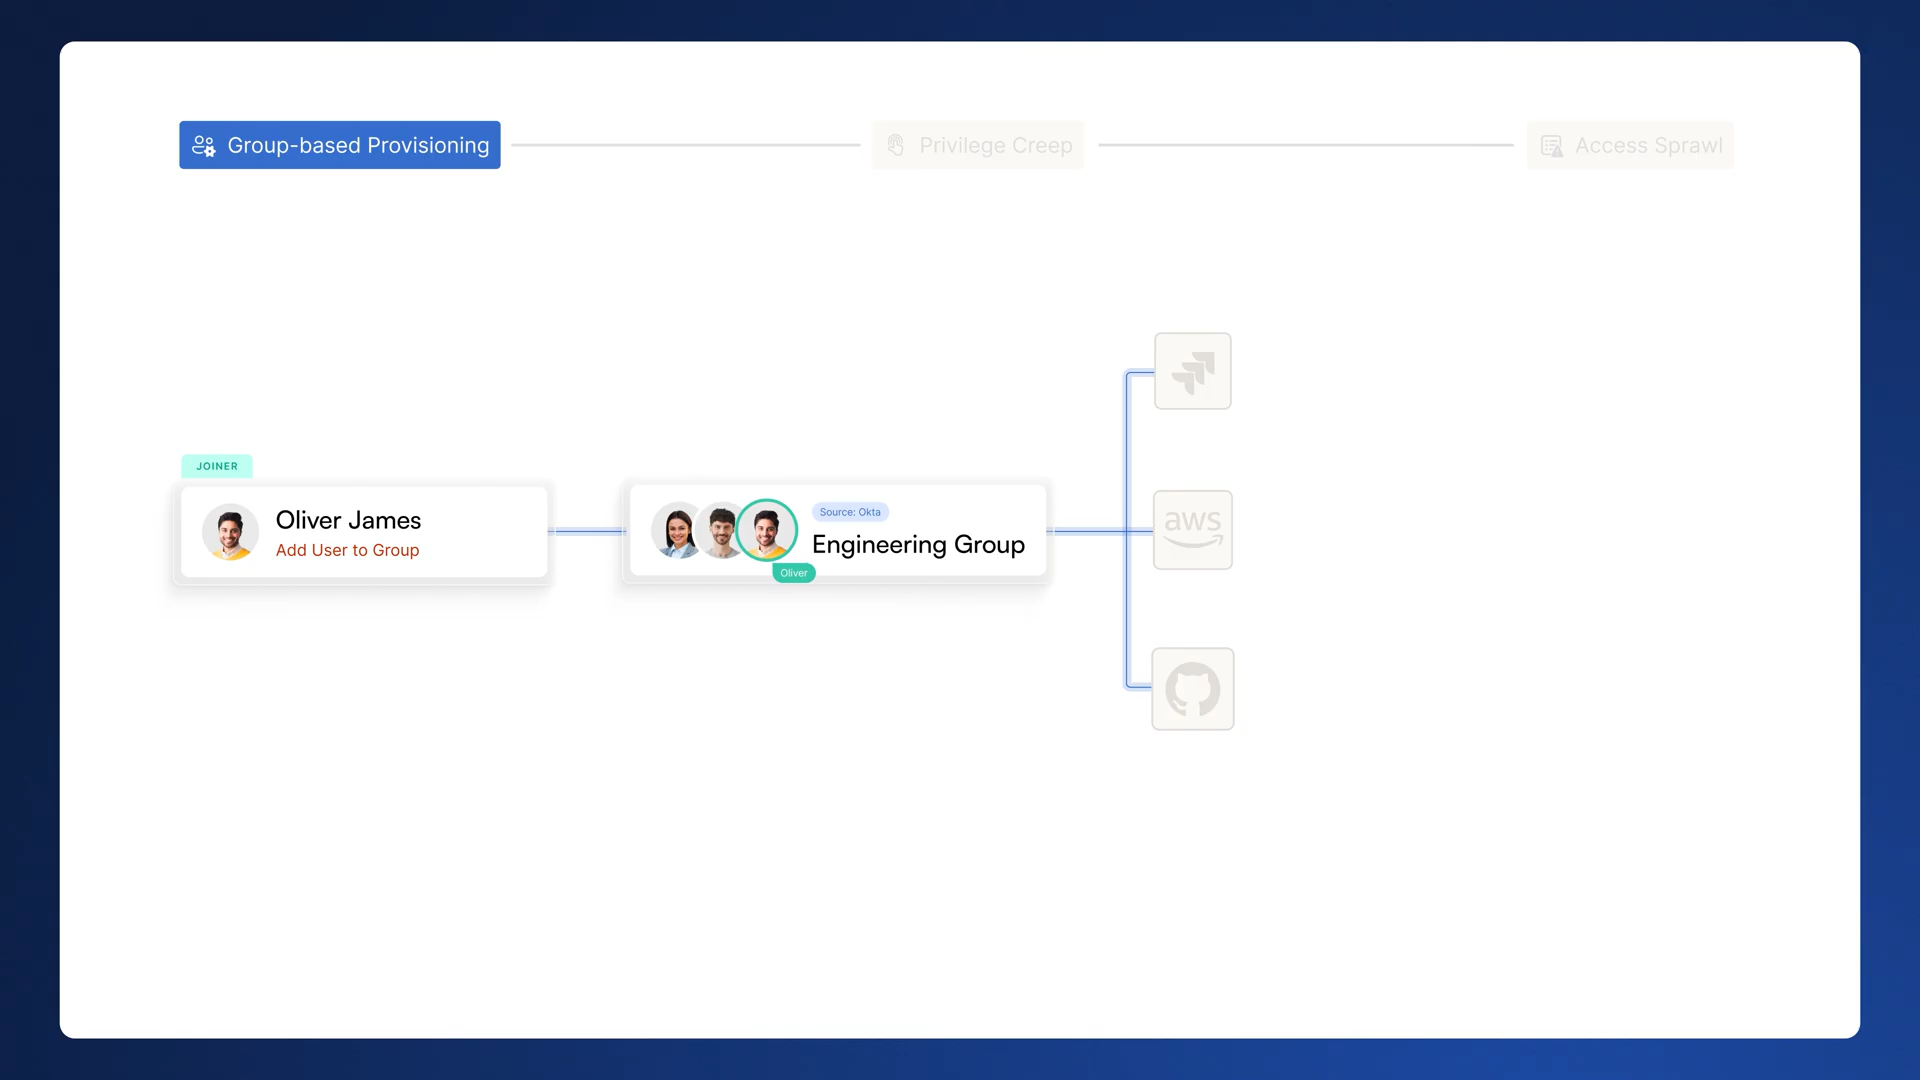 Group-based Provisioning
Privilege Creep
Access Sprawl
JOINER
Oliver James
Add User to Group
Source: Okta
Engineering Group
Oliver
aws